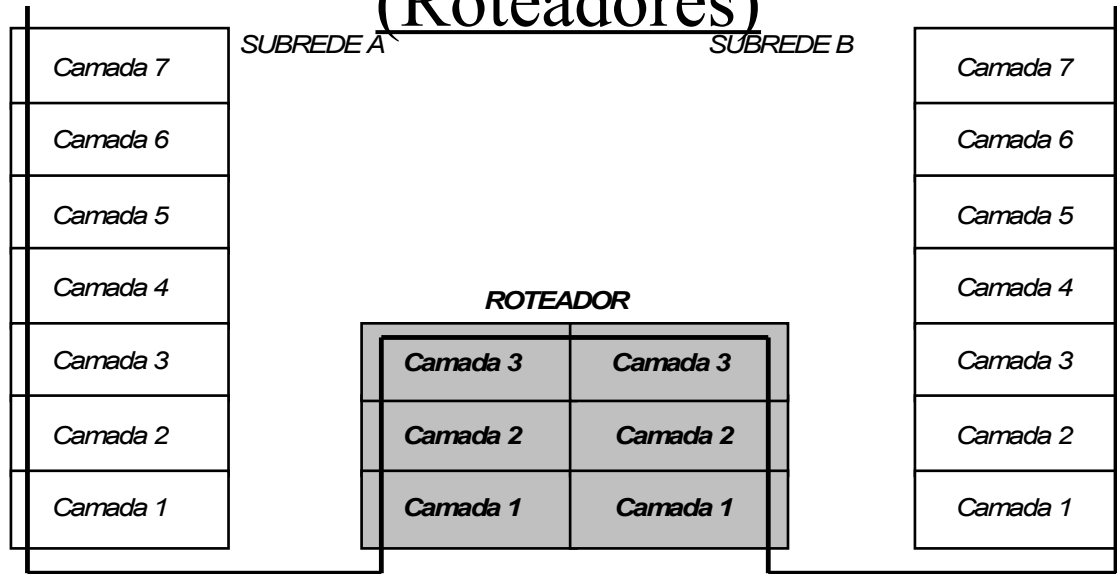 (Roteadores)
SUBREDE A
SUBREDE B
Camada 7
Camada 7
Camada 6
Camada 6
Camada 5
Camada 5
Camada 4
Camada 4
ROTEADOR
Camada 3
Camada 3
Camada 3
Camada 3
Camada 2
Camada 2
Camada 2
Camada 2
Camada 1
Camada 1
Camada 1
Camada 1